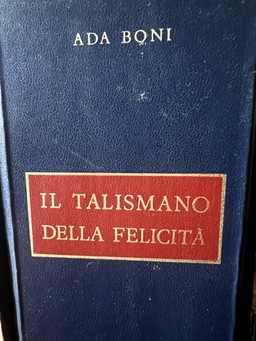 ADA BONI
IL TALISMANO
DELLA FELICITÀ